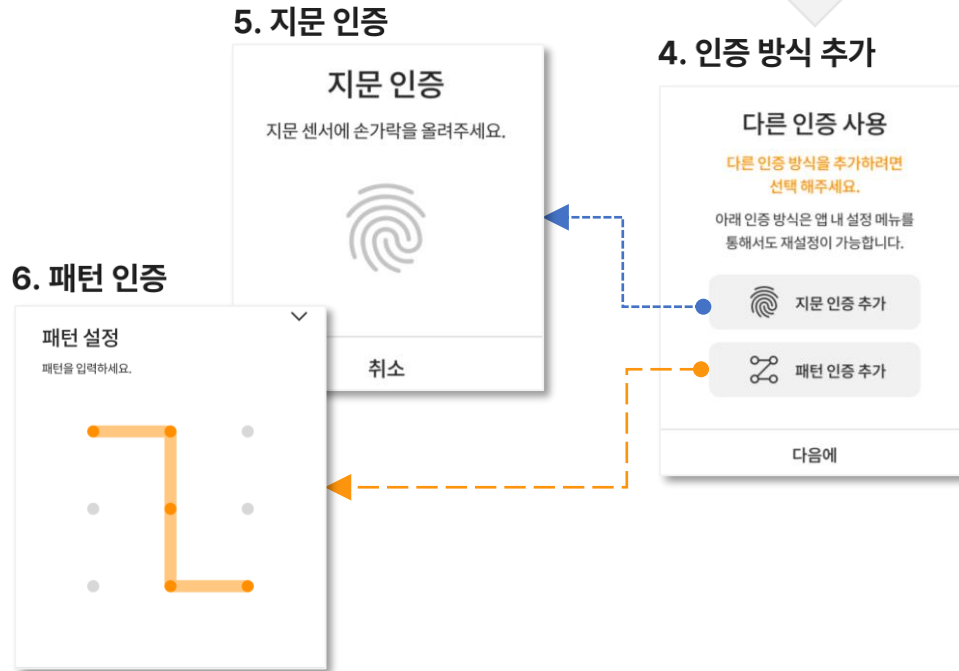 5. 지문 인증
지문 인증
지문 센서에 손가락을 올려주세요.
취소
4. 인증 방식 추가
다른 인증 사용
다른 인증 방식을 추가하려면
선택 해주세요.
아래 인증 방식은 앱 내 설정 메뉴를
통해서도 재설정이 가능합니다.
지문 인증 추가
패턴 인증 추가
다음에
6. 패턴 인증
패턴 설정
패턴을 입력하세요.